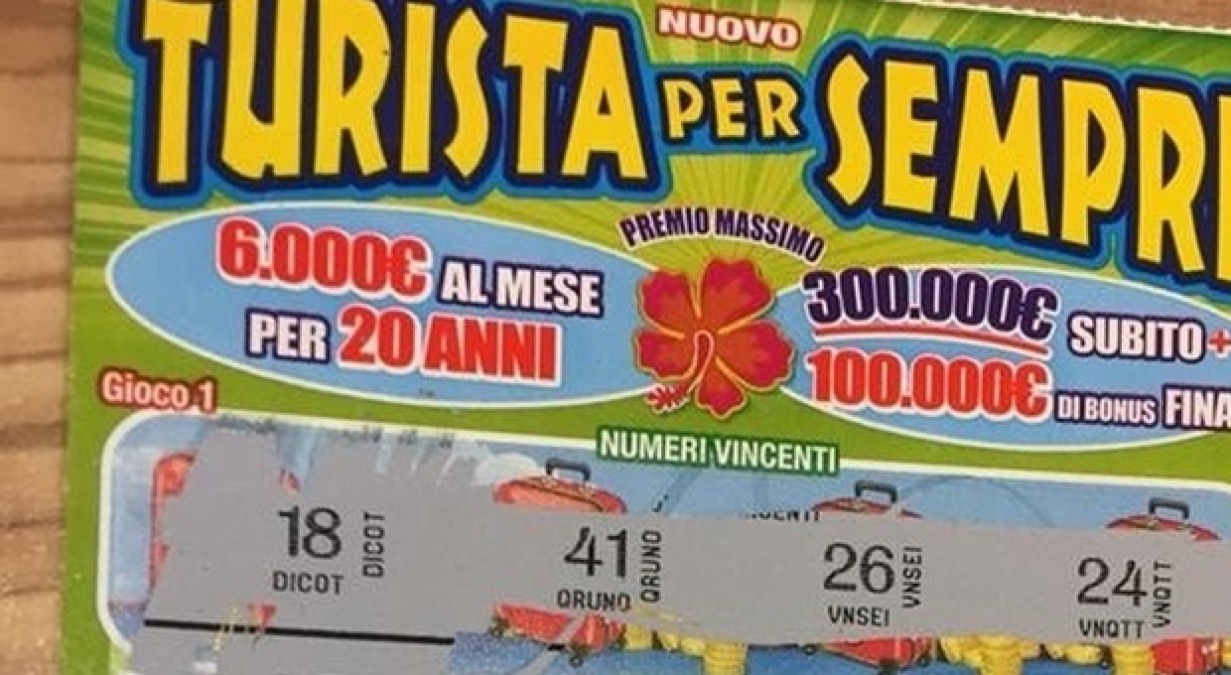 NUOVO
TURISTA PER SEMPR
PREMIO MASSIMO
6.000€ AL MESE
PER 20 ANNI
300.000€ SUBITO+
100.000€ DI BONUS FINA
Gioco 1
NUMERI VINCENTI
18 DICOT
DICOT
41 QRUNO
QRUNO
26 VNSEI
VNSEI
24 VNQTT
VNQTT